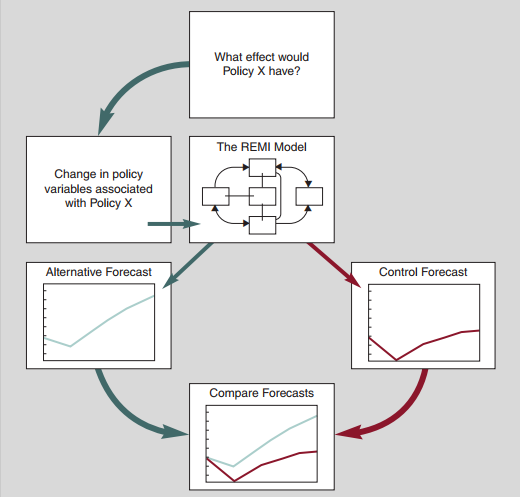 What effect would
Policy X have?
Change in policy
variables associated
with Policy X
The REMI Model
Alternative Forecast
Control Forecast
Compare Forecasts